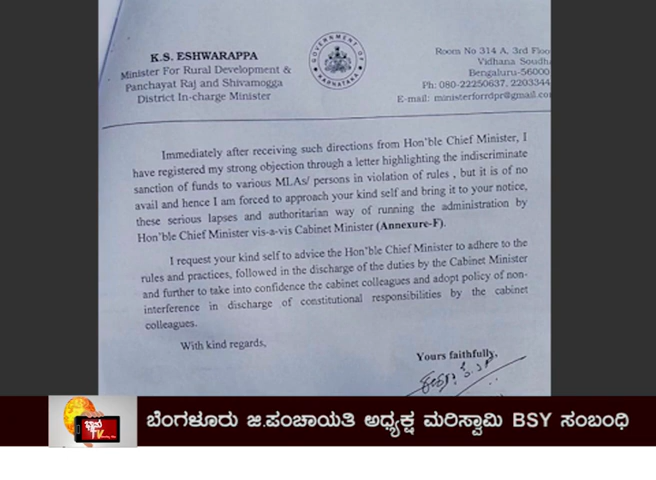 K.S. ESHWARAPPA
Minister For Rural Development &
Panchayat Raj and Shivamogga
District In-charge Minister
GOVERNMENT OF KARNATAKA
Room No 314 A, 3rd Floo
Vidhana Soudh
Bengaluru-56000
Ph: 080-22250637, 2203344
E-mail: ministerforrdpr@gmail.co
Immediately after receiving such directions from Hon'ble Chief Minister, I
have registered my strong objection through a letter highlighting the indiscriminate
sanction of funds to various MLAs/ persons in violation of rules , but it is of no
avail and hence I am forced to approach your kind self and bring it to your notice,
these serious lapses and authoritarian way of running the administration by
Hon'ble Chief Minister vis-a-vis Cabinet Minister (Annexure-F).
I request your kind self to advice the Hon'ble Chief Minister to adhere to the
rules and practices, followed in the discharge of the duties by the Cabinet Minister
and further to take into confidence the cabinet colleagues and adopt policy of non-
interference in discharge of constitutional responsibilities by the cabinet
colleagues.
With kind regards,
Yours faithfully,
TV
ಬೆಂಗಳೂರು ಜಿ.ಪಂಚಾಯತಿ ಅಧ್ಯಕ್ಷ ಮರಿಸ್ವಾಮಿ BSY ಸಂಬಂಧಿ